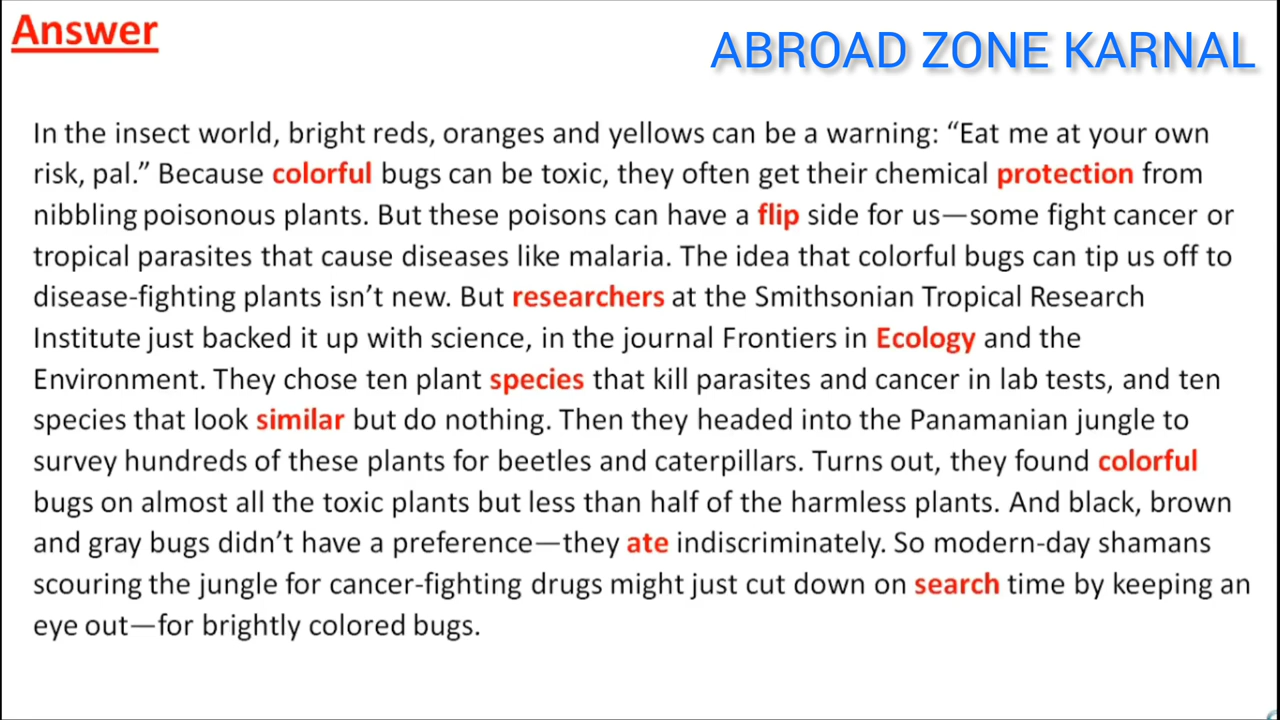 Answer
ABROAD ZONE KARNAL
In the insect world, bright reds, oranges and yellows can be a warning: “Eat me at your own
risk, pal.” Because colorful bugs can be toxic, they often get their chemical protection from
nibbling poisonous plants. But these poisons can have a flip side for us—some fight cancer or
tropical parasites that cause diseases like malaria. The idea that colorful bugs can tip us off to
disease-fighting plants isn’t new. But researchers at the Smithsonian Tropical Research
Institute just backed it up with science, in the journal Frontiers in Ecology and the
Environment. They chose ten plant species that kill parasites and cancer in lab tests, and ten
species that look similar but do nothing. Then they headed into the Panamanian jungle to
survey hundreds of these plants for beetles and caterpillars. Turns out, they found colorful
bugs on almost all the toxic plants but less than half of the harmless plants. And black, brown
and gray bugs didn’t have a preference—they ate indiscriminately. So modern-day shamans
scouring the jungle for cancer-fighting drugs might just cut down on search time by keeping an
eye out—for brightly colored bugs.